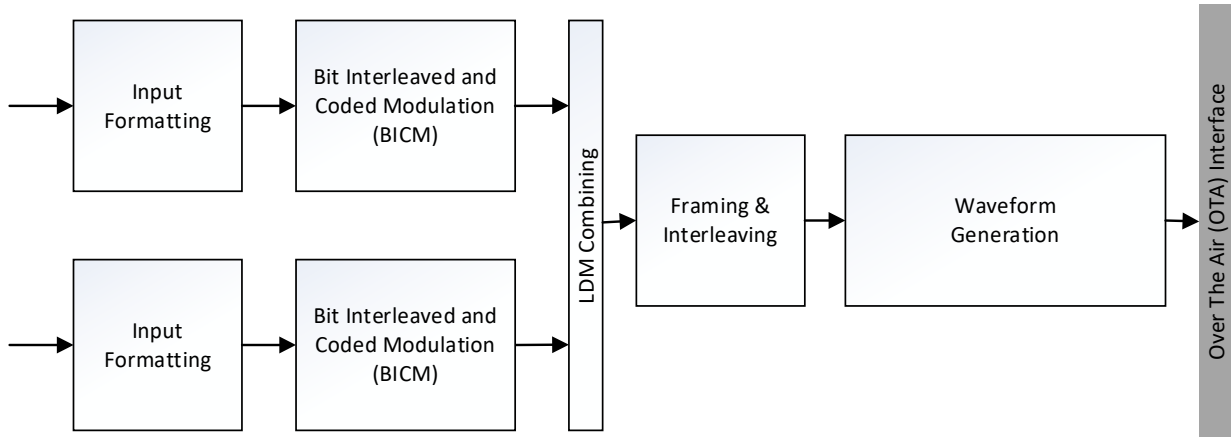 Input
Formatting
Bit Interleaved and
Coded Modulation
(BICM)
Input
Formatting
Bit Interleaved and
Coded Modulation
(BICM)
LDM Combining
Framing &
Interleaving
Waveform
Generation
Over The Air (OTA) Interface